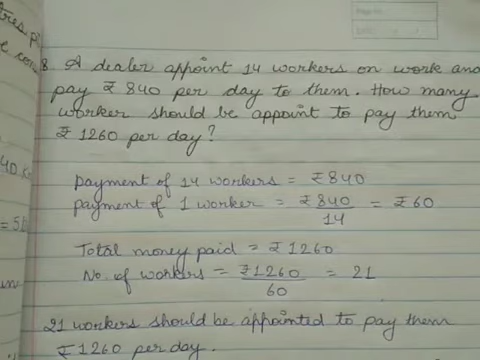 8. A dealer appoint 14 workers on work and
pay ₹ 840 per day to them. How many
worker should be appoint to pay them
₹ 1260 per day?
payment of 14 workers = ₹840
payment of 1 worker = ₹840/14 = ₹60
Total money paid = ₹1260
No. of workers = ₹1260/60 = 21
21 workers should be appointed to pay them
₹1260 per day.